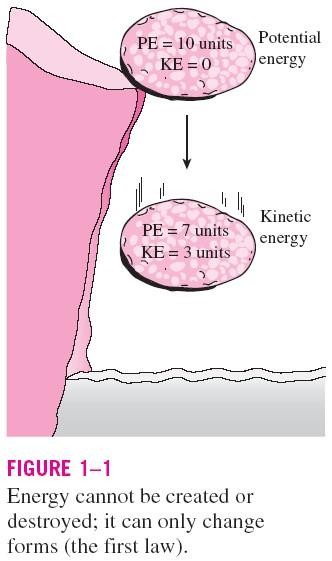 PE = 10 units
KE = 0
Potential
energy
PE = 7 units
KE = 3 units
Kinetic
energy
FIGURE 1–1
Energy cannot be created or
destroyed; it can only change
forms (the first law).